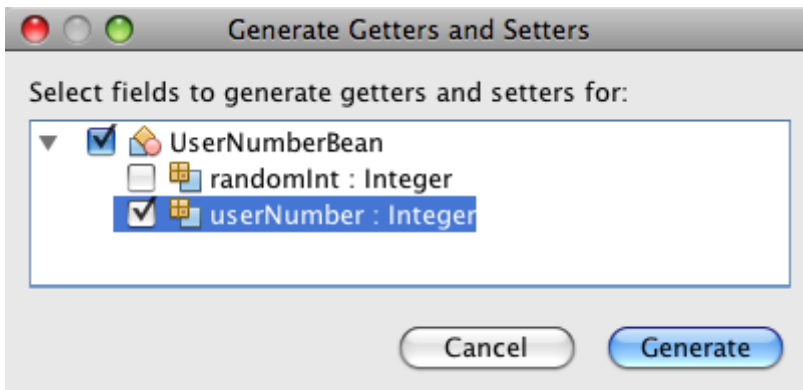 Generate Getters and Setters
Select fields to generate getters and setters for:
UserNumberBean
randomInt : Integer
userNumber : Integer
Cancel Generate